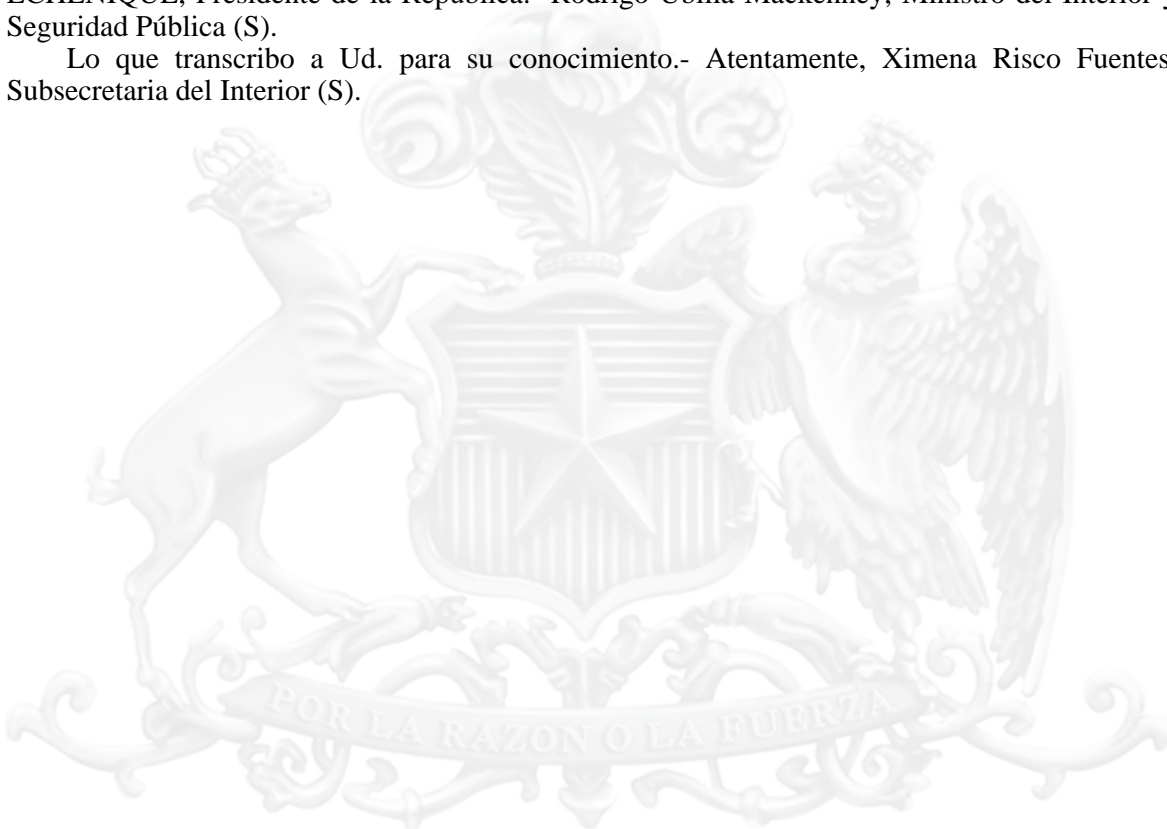 ECHENIQUE, Presidente de la República.- Rodrigo Ubilla Mackenney, Ministro del Interior y
Seguridad Pública (S).
Lo que transcribo a Ud. para su conocimiento.- Atentamente, Ximena Risco Fuentes
Subsecretaria del Interior (S).
POR LA RAZON O LA FUERZA